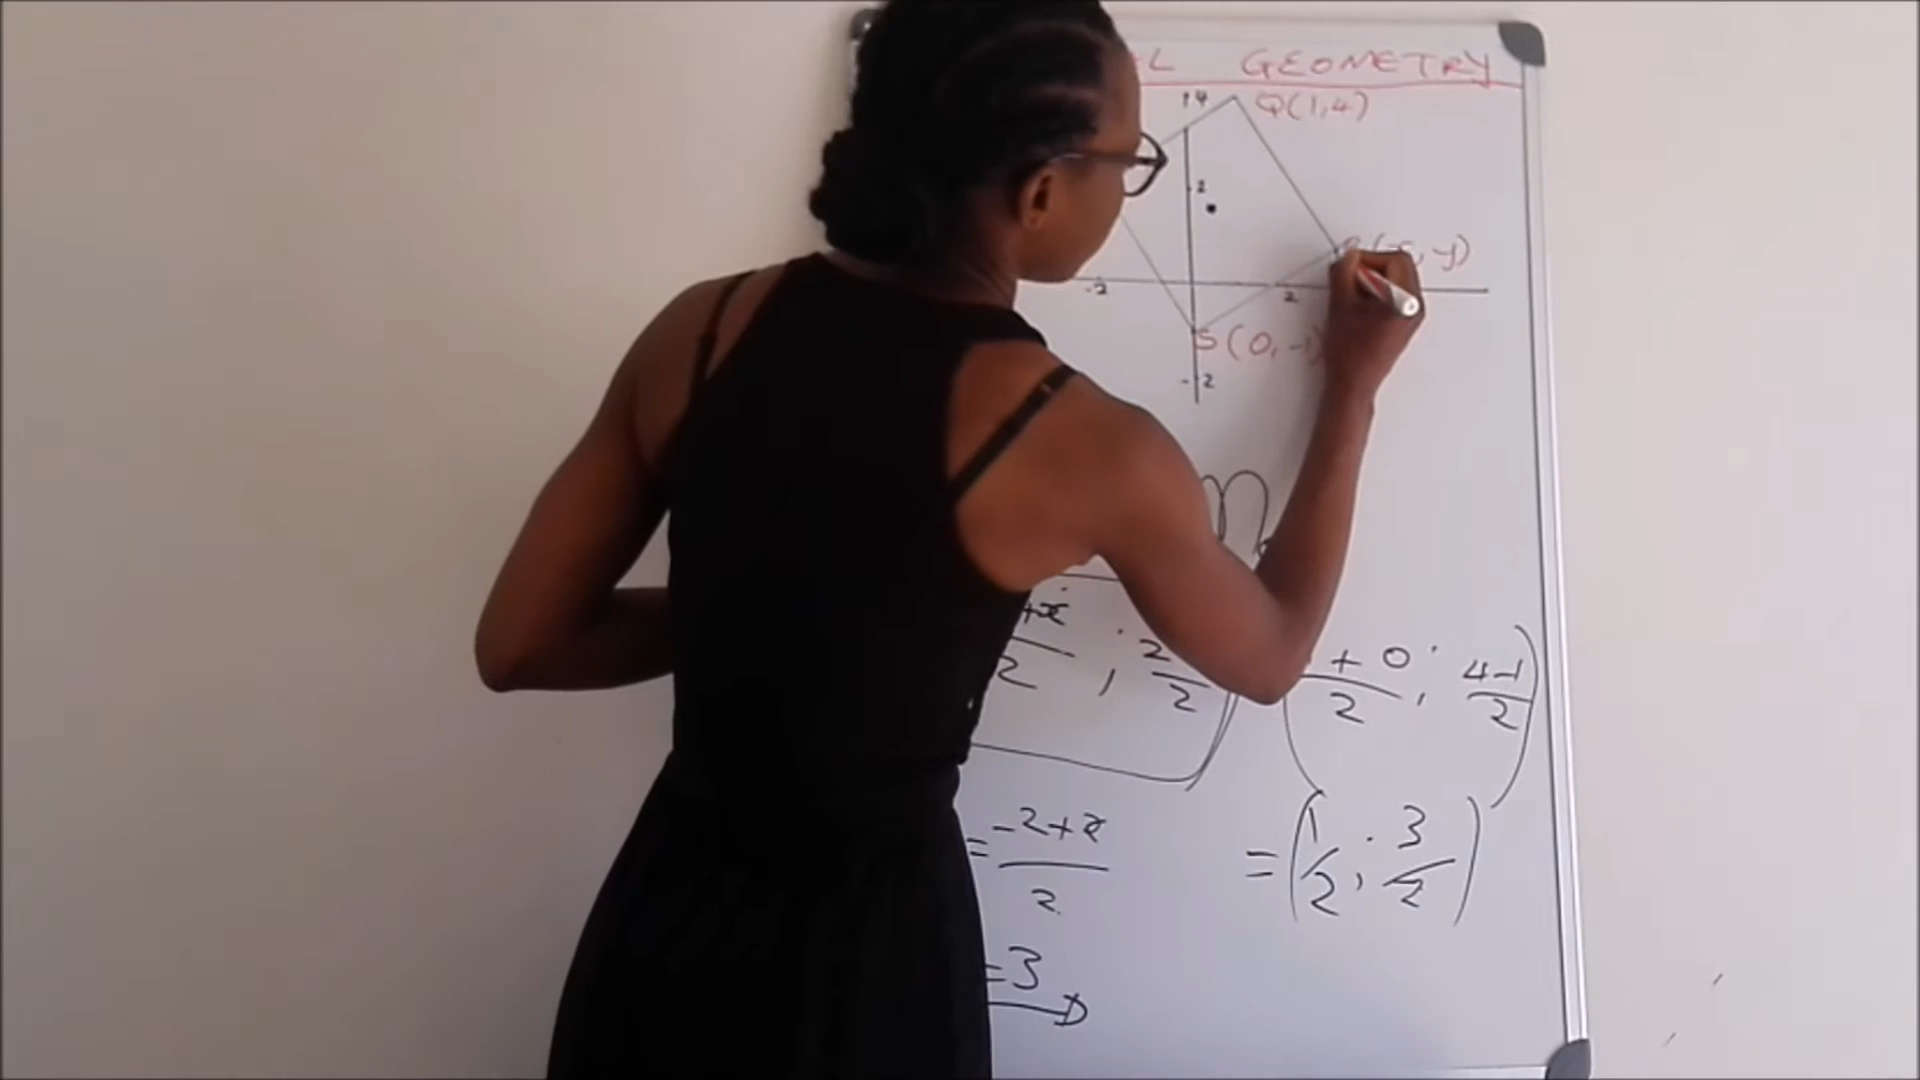 L GEOMETRY
4 Q(1,4)
2
(x, y)
-2 2
S(0,-1)
-2
+x/2 ; 2/2
+ 0/2 ; 4-1/2
= -2+x/2
= (1/2 ; 3/2)
=3